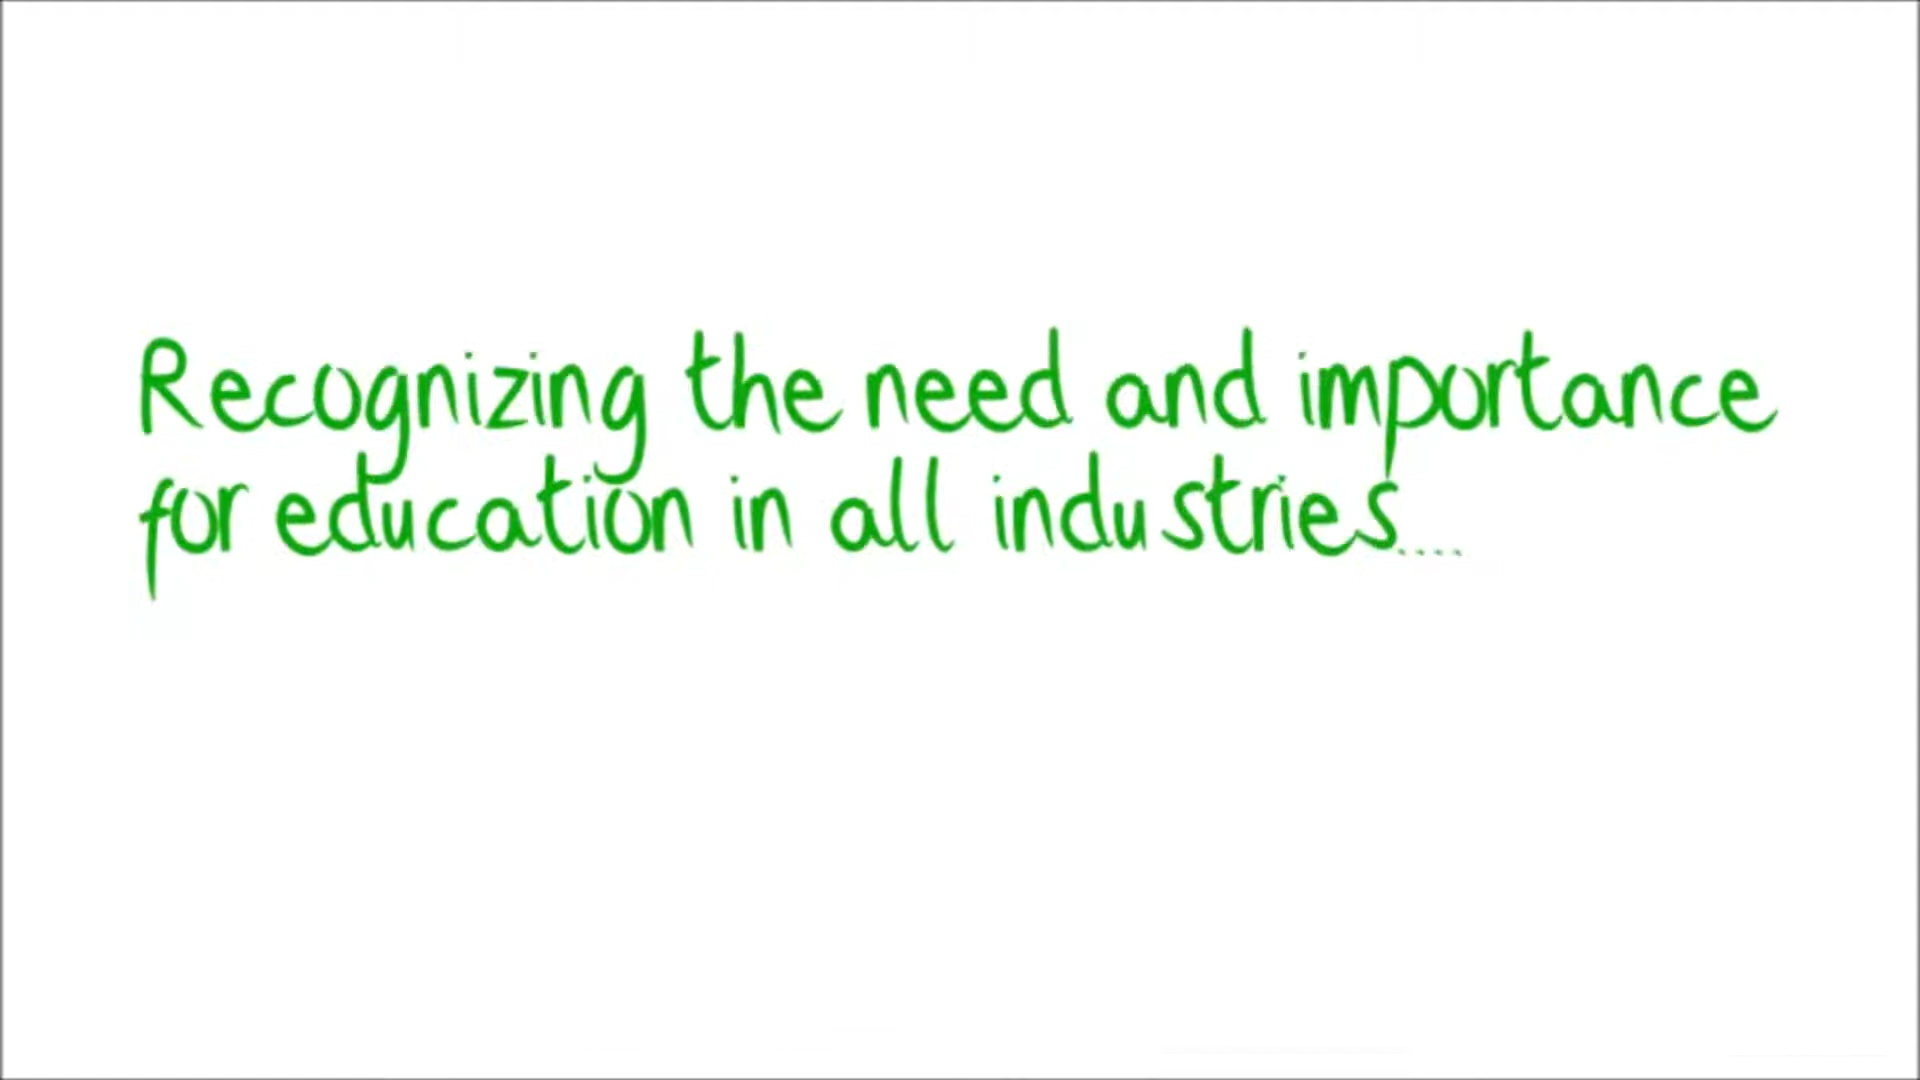 Recognizing the need and importance
for education in all industries....